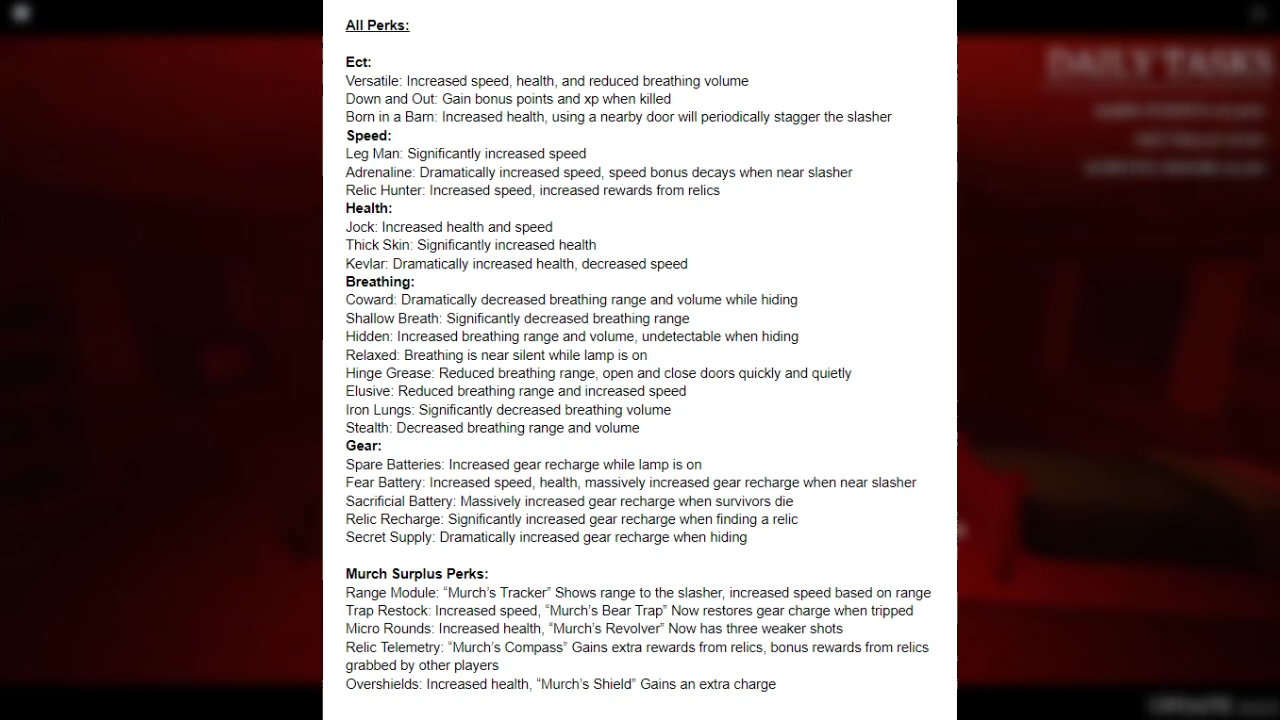 All Perks:
Ect:
Versatile: Increased speed, health, and reduced breathing volume
Down and Out: Gain bonus points and xp when killed
Born in a Barn: Increased health, using a nearby door will periodically stagger the slasher
Speed:
Leg Man: Significantly increased speed
Adrenaline: Dramatically increased speed, speed bonus decays when near slasher
Relic Hunter: Increased speed, increased rewards from relics
Health:
Jock: Increased health and speed
Thick Skin: Significantly increased health
Kevlar: Dramatically increased health, decreased speed
Breathing:
Coward: Dramatically decreased breathing range and volume while hiding
Shallow Breath: Significantly decreased breathing range
Hidden: Increased breathing range and volume, undetectable when hiding
Relaxed: Breathing is near silent while lamp is on
Hinge Grease: Reduced breathing range, open and close doors quickly and quietly
Elusive: Reduced breathing range and increased speed
Iron Lungs: Significantly decreased breathing volume
Stealth: Decreased breathing range and volume
Gear:
Spare Batteries: Increased gear recharge while lamp is on
Fear Battery: Increased speed, health, massively increased gear recharge when near slasher
Sacrificial Battery: Massively increased gear recharge when survivors die
Relic Recharge: Significantly increased gear recharge when finding a relic
Secret Supply: Dramatically increased gear recharge when hiding
Murch Surplus Perks:
Range Module: “Murch’s Tracker” Shows range to the slasher, increased speed based on range
Trap Restock: Increased speed, “Murch’s Bear Trap” Now restores gear charge when tripped
Micro Rounds: Increased health, “Murch’s Revolver” Now has three weaker shots
Relic Telemetry: “Murch’s Compass” Gains extra rewards from relics, bonus rewards from relics
grabbed by other players
Overshields: Increased health, “Murch’s Shield” Gains an extra charge
DAILY TASKS